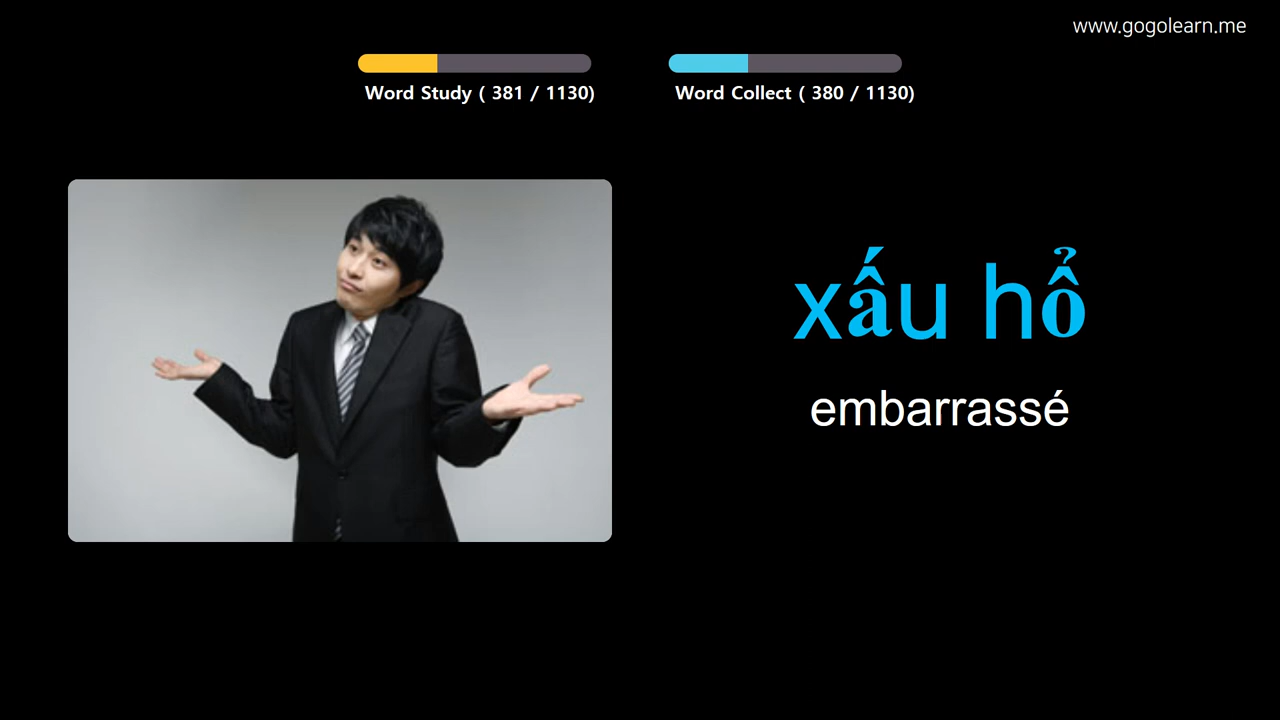 www.gogolearn.me
Word Study ( 381 / 1130)
Word Collect ( 380 / 1130)
xấu hổ
embarrassé